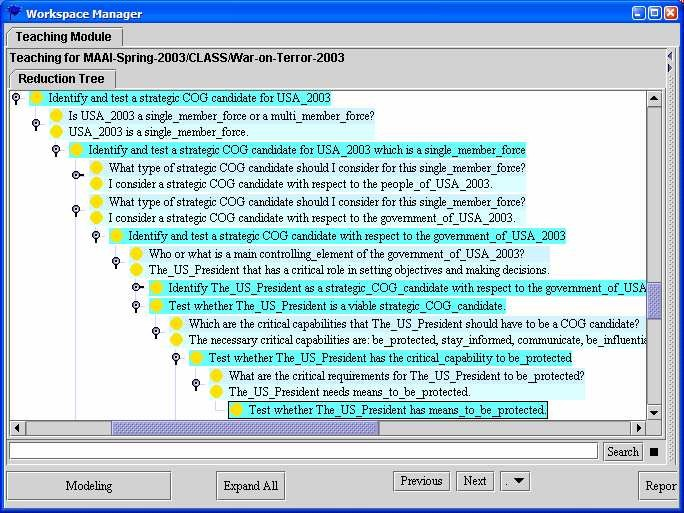 Workspace Manager
Teaching Module
Teaching for MAAI-Spring-2003/CLASS/War-on-Terror-2003
Reduction Tree
Identify and test a strategic COG candidate for USA_2003
Is USA_2003 a single_member_force or a multi_member_force?
USA_2003 is a single_member_force.
Identify and test a strategic COG candidate for USA_2003 which is a single_member_force
What type of strategic COG candidate should I consider for this single_member_force?
I consider a strategic COG candidate with respect to the people_of_USA_2003.
What type of strategic COG candidate should I consider for this single_member_force?
I consider a strategic COG candidate with respect to the government_of_USA_2003.
Identify and test a strategic COG candidate with respect to the government_of_USA_2003
Who or what is a main controlling_element of the government_of_USA_2003?
The_US_President that has a critical role in setting objectives and making decisions.
Identify The_US_President as a strategic_COG_candidate with respect to the government_of_USA
Test whether The_US_President is a viable strategic_COG_candidate.
Which are the critical capabilities that The_US_President should have to be a COG candidate?
The necessary critical capabilities are: be_protected, stay_informed, communicate, be_influentia
Test whether The_US_President has the critical_capability to be_protected
What are the critical requirements for The_US_President to be_protected?
The_US_President needs means_to_be_protected.
Test whether The_US_President has means_to_be_protected.
Search
Modeling
Expand All
Previous
Next
.
Repor